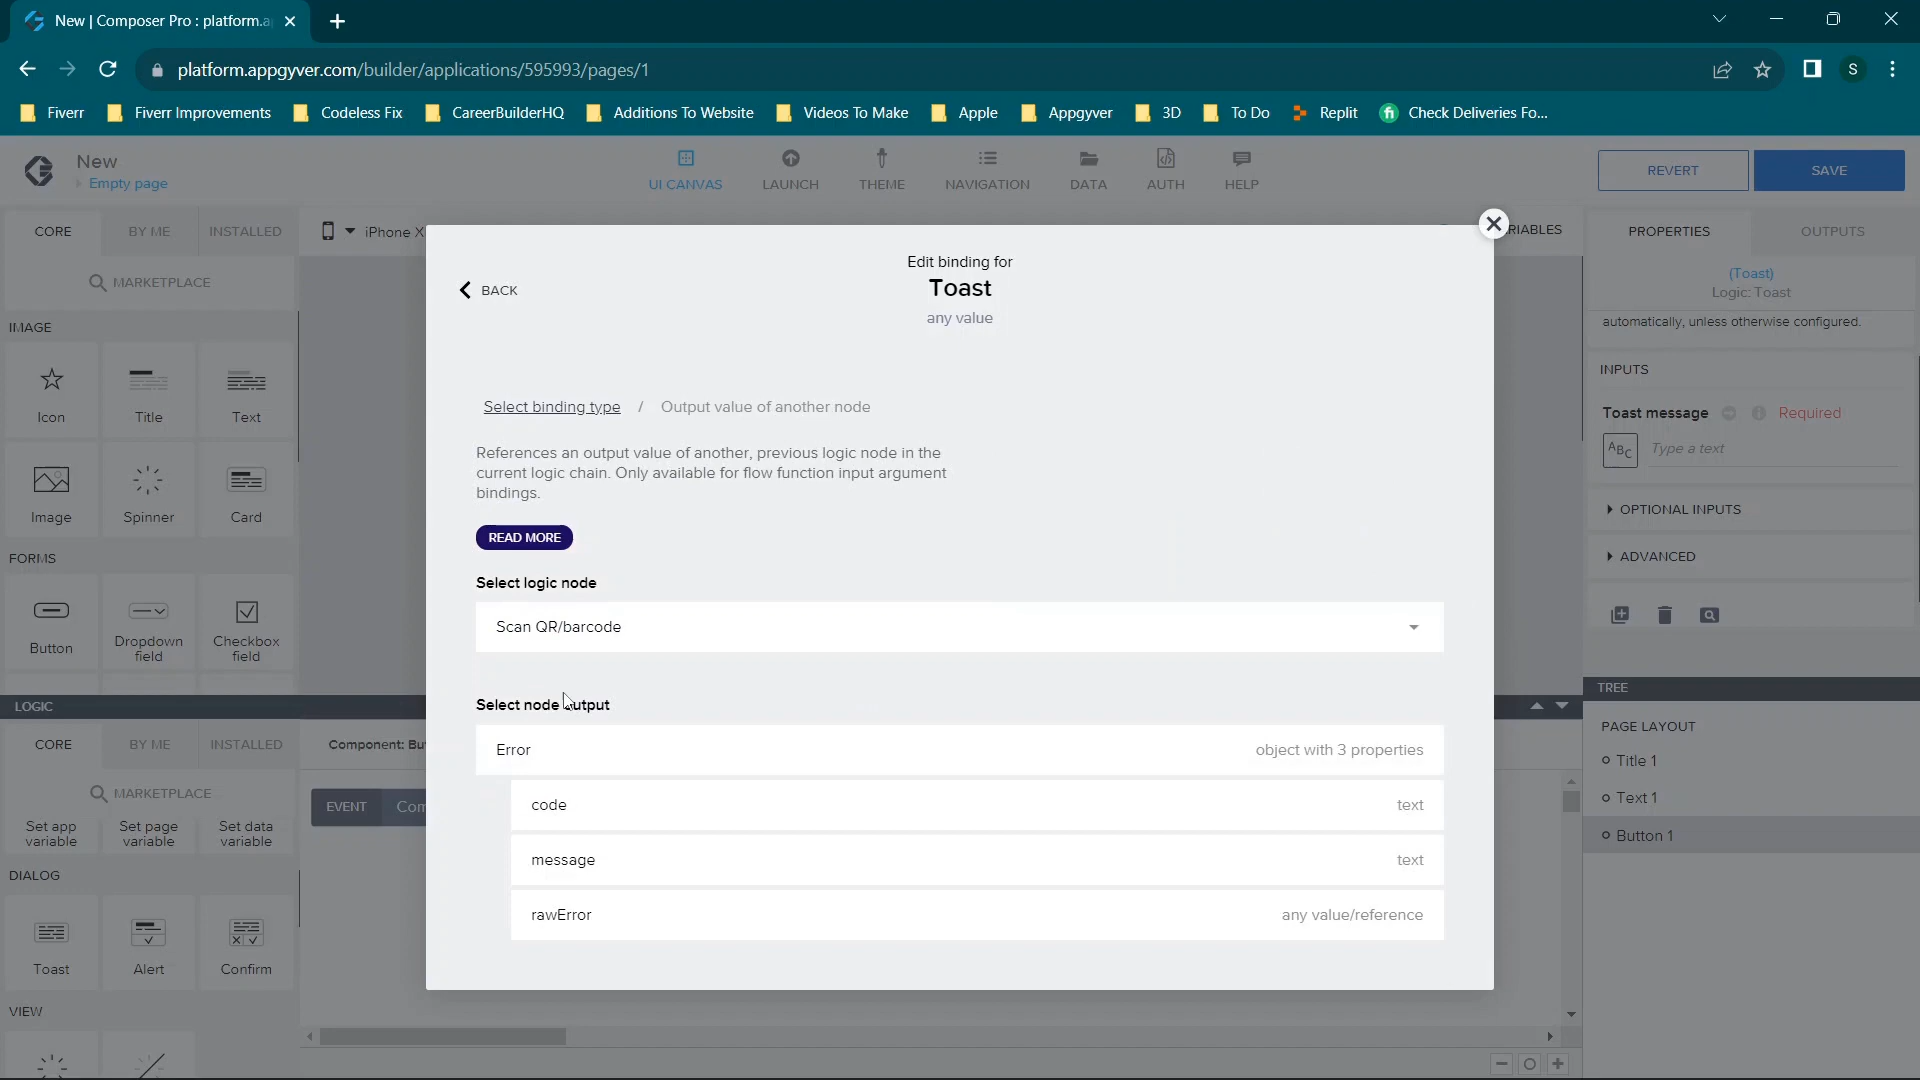 New | Composer Pro : platform.a
platform.appgyver.com/builder/applications/595993/pages/1
S
Fiverr
Fiverr Improvements
Codeless Fix
CareerBuilderHQ
Additions To Website
Videos To Make
Apple
Appgyver
3D
To Do
Replit
Check Deliveries Fo...
New
Empty page
UI CANVAS
LAUNCH
THEME
NAVIGATION
DATA
AUTH
HELP
REVERT
SAVE
CORE
BY ME
INSTALLED
iPhone X
RIABLES
PROPERTIES
OUTPUTS
MARKETPLACE
IMAGE
Icon
Title
Text
Image
Spinner
Card
FORMS
Button
Dropdown
field
Checkbox
field
Edit binding for
Toast
any value
BACK
Select binding type / Output value of another node
References an output value of another, previous logic node in the
current logic chain. Only available for flow function input argument
bindings.
READ MORE
Select logic node
Scan QR/barcode
Select node output
Error
object with 3 properties
code
text
message
text
rawError
any value/reference
(Toast)
Logic: Toast
automatically, unless otherwise configured.
INPUTS
Toast message
Required
ABC
Type a text
OPTIONAL INPUTS
ADVANCED
TREE
PAGE LAYOUT
Title 1
Text 1
Button 1
LOGIC
CORE
BY ME
INSTALLED
Component: Bu
MARKETPLACE
EVENT
Com
Set app
variable
Set page
variable
Set data
variable
DIALOG
Toast
Alert
Confirm
VIEW